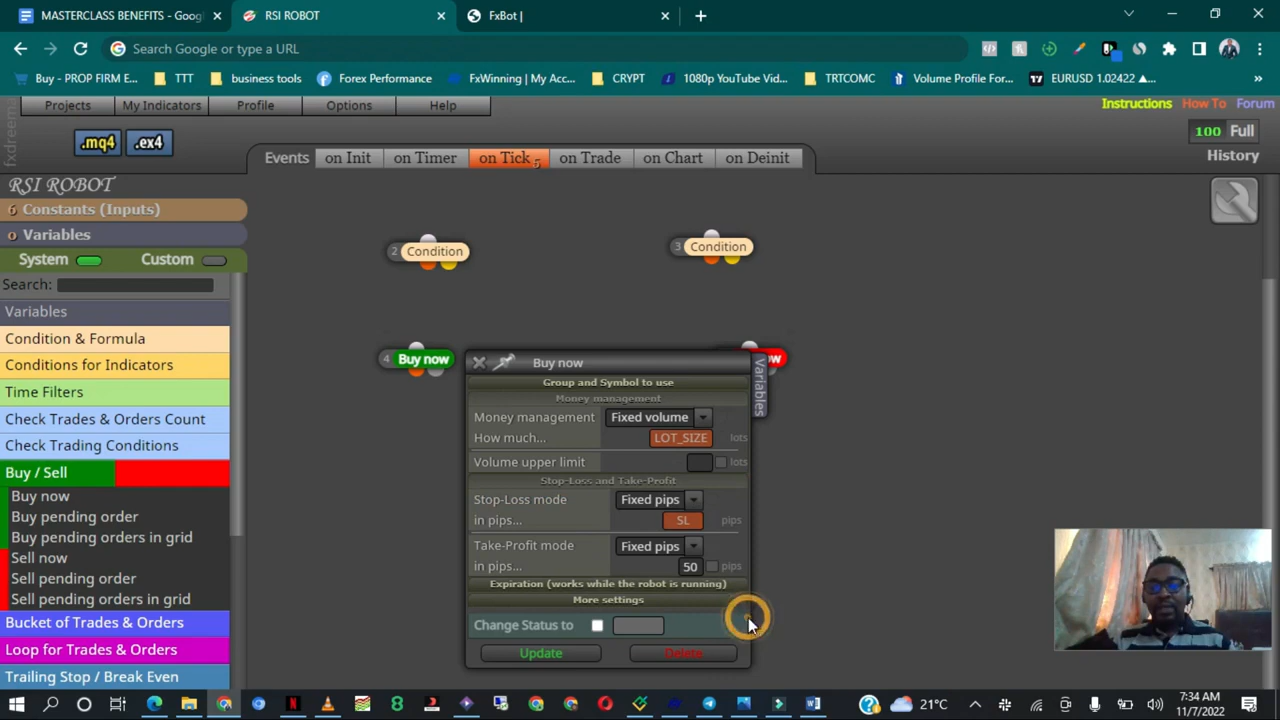 MASTERCLASS BENEFITS - Goog
RSI ROBOT
FxBot |
Search Google or type a URL
Buy - PROP FIRM E...
TTT
business tools
Forex Performance
FxWinning | My Acc...
CRYPT
1080p YouTube Vid...
TRTCOMC
Volume Profile For...
EURUSD 1.02422 ▲...
»
Projects
My Indicators
Profile
Options
Help
Instructions
How To
Forum
100 Full
History
.mq4
.ex4
Events
on Init
on Timer
on Tick 5
on Trade
on Chart
on Deinit
RSI ROBOT
6 Constants (Inputs)
0 Variables
System
Custom
Search:
Variables
Condition & Formula
Conditions for Indicators
Time Filters
Check Trades & Orders Count
Check Trading Conditions
Buy / Sell
Buy now
Buy pending order
Buy pending orders in grid
Sell now
Sell pending order
Sell pending orders in grid
Bucket of Trades & Orders
Loop for Trades & Orders
Trailing Stop / Break Even
2 Condition
3 Condition
4 Buy now
Buy now
Variables
Group and Symbol to use
Money management
Money management
Fixed volume
How much...
LOT_SIZE
lots
Volume upper limit
lots
Stop-Loss and Take-Profit
Stop-Loss mode
Fixed pips
in pips...
SL
pips
Take-Profit mode
Fixed pips
in pips...
50
pips
Expiration (works while the robot is running)
More settings
Change Status to
Update
Delete
21°C
7:34 AM
11/7/2022